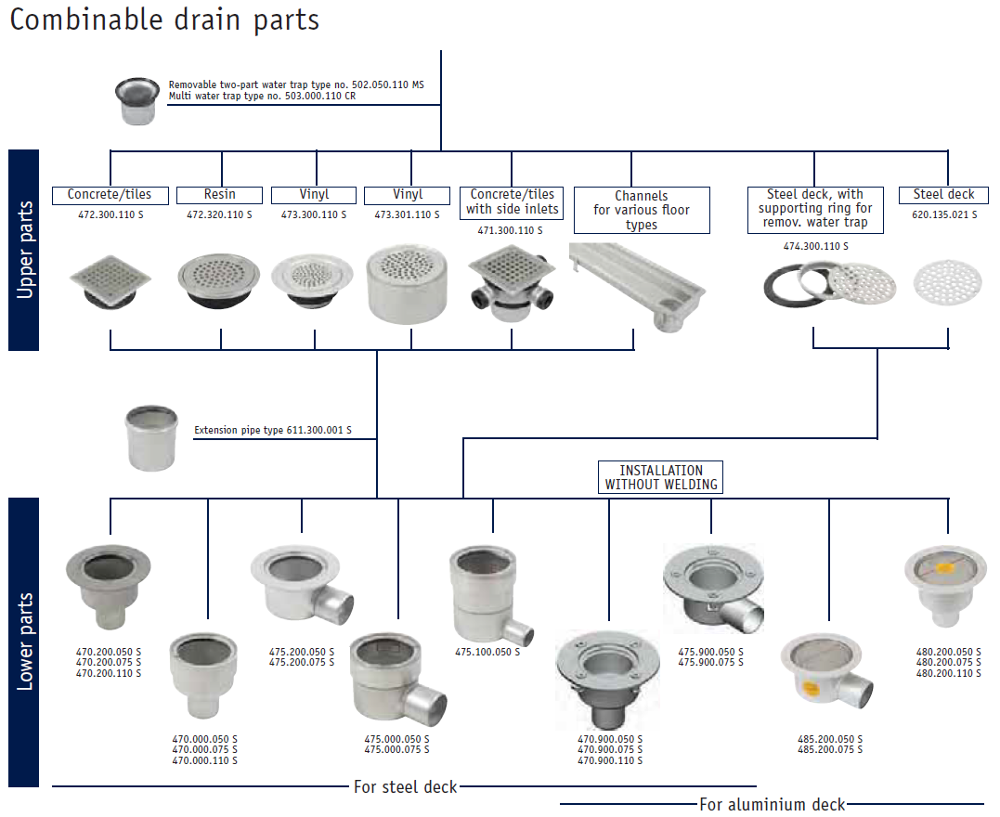 Combinable drain parts
Removable two-part water trap type no. 502.050.110 MS
Multi water trap type no. 503.000.110 CR
Upper parts
Concrete/tiles
472.300.110 S
Resin
472.320.110 S
Vinyl
473.300.110 S
Vinyl
473.301.110 S
Concrete/tiles
with side inlets
471.300.110 S
Channels
for various floor
types
Steel deck, with
supporting ring for
remov. water trap
474.300.110 S
Steel deck
620.135.021 S
Extension pipe type 611.300.001 S
INSTALLATION
WITHOUT WELDING
Lower parts
470.200.050 S
470.200.075 S
470.200.110 S
470.000.050 S
470.000.075 S
470.000.110 S
475.200.050 S
475.200.075 S
475.000.050 S
475.000.075 S
475.100.050 S
470.900.050 S
470.900.075 S
470.900.110 S
475.900.050 S
475.900.075 S
485.200.050 S
485.200.075 S
480.200.050 S
480.200.075 S
480.200.110 S
For steel deck
For aluminium deck